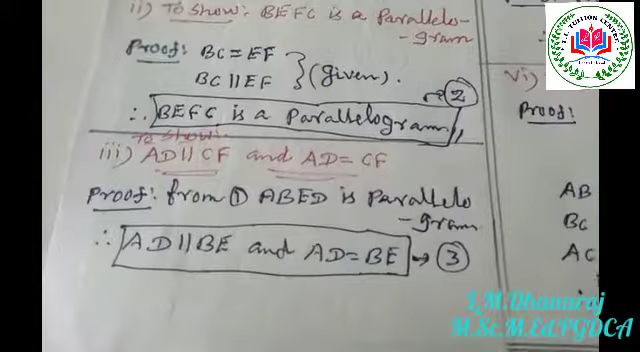 ii) To Show: BEFC is a Parallelo-
-gram
Proof: BC = EF
BC || EF } (given).
∴ BEFC is a Parallelogram → 2
To Show:
iii) AD || CF and AD = CF
Proof: from ① ABED is Parallelo
-gram
∴ AD || BE and AD = BE → ③
vi)
Proof:
AB
BC
AC
L.M.Dhanaraj
M.Sc.M.Ed.PGDCA